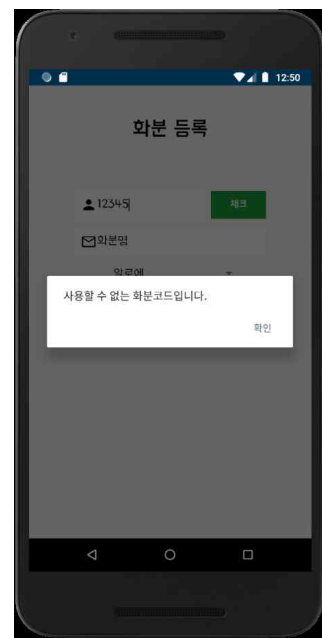 12:50
화분 등록
12345
체크
화분명
알로에
사용할 수 없는 화분코드입니다.
확인